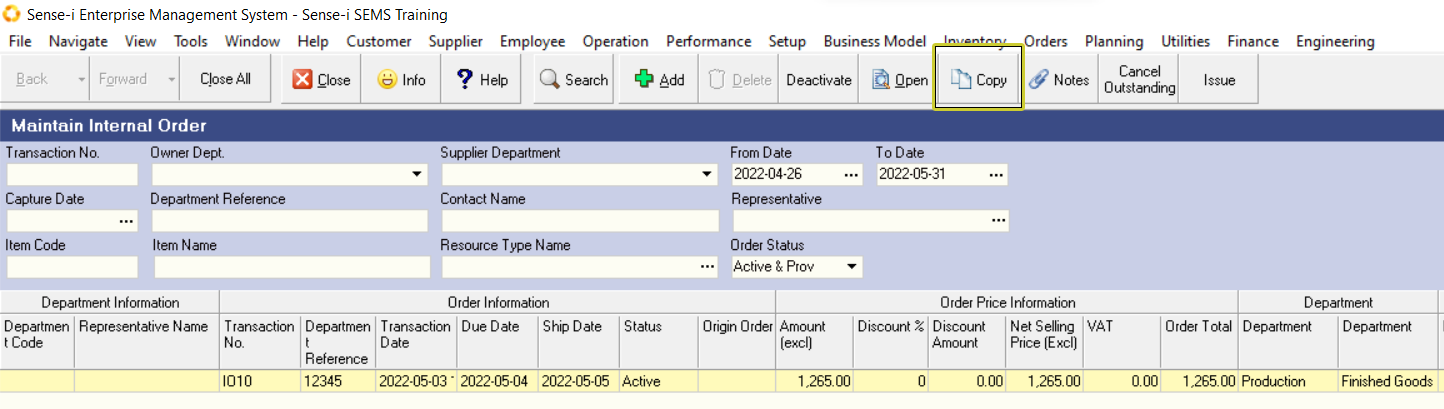 Sense-i Enterprise Management System - Sense-i SEMS Training
File Navigate View Tools Window Help Customer Supplier Employee Operation Performance Setup Business Model Inventory Orders Planning Utilities Finance Engineering
Back Forward Close All Close Info Help Search Add Delete Deactivate Open Copy Notes Cancel Outstanding Issue
Maintain Internal Order
Transaction No. Owner Dept. Supplier Department From Date To Date
2022-04-26 ... 2022-05-31 ...
Capture Date Department Reference Contact Name Representative
... ...
Item Code Item Name Resource Type Name Order Status
... Active & Prov
Department Information Order Information Order Price Information Department
Departmen Representative Name Transaction Departmen Transaction Due Date Ship Date Status Origin Order Amount Discount % Discount Net Selling VAT Order Total Department Department
t Code No. t Date (excl) Amount Price (Excl)
Reference
IO10 12345 2022-05-03 2022-05-04 2022-05-05 Active 1,265.00 0 0.00 1,265.00 0.00 1,265.00 Production Finished Goods